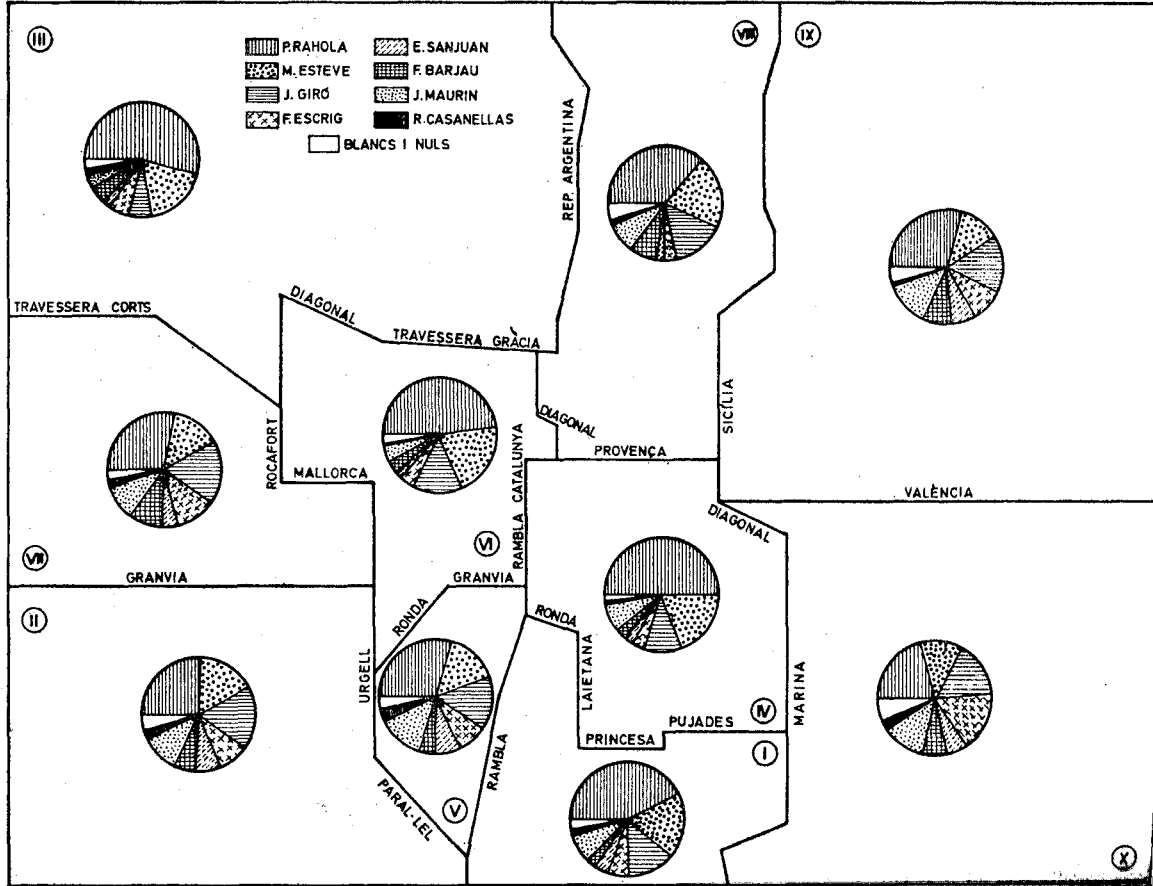 III
VIII
IX
P.RAHOLA
E.SANJUAN
M.ESTEVE
F.BARJAU
J.GIRÓ
J.MAURIN
F.ESCRIG
R.CASANELLAS
BLANCS I NULS
REP. ARGENTINA
TRAVESSERA CORTS
DIAGONAL
TRAVESSERA GRÀCIA
SICÍLIA
DIAGONAL
ROCAFORT
MALLORCA
RAMBLA CATALUNYA
PROVENÇA
VALÈNCIA
DIAGONAL
VII
VI
GRANVIA
GRANVIA
II
RONDA
RONDA
URGELL
LAIETANA
MARINA
IV
PUJADES
PRINCESA
I
RAMBLA
PARAL·LEL
V
X